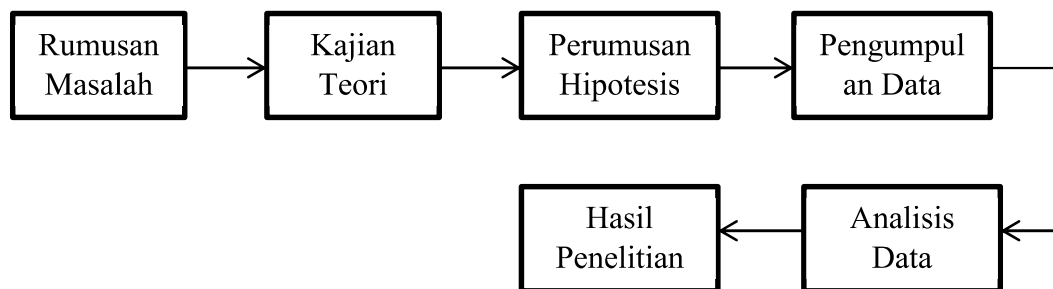 Rumusan
Masalah
Kajian
Teori
Perumusan
Hipotesis
Pengumpul
an Data
Analisis
Data
Hasil
Penelitian